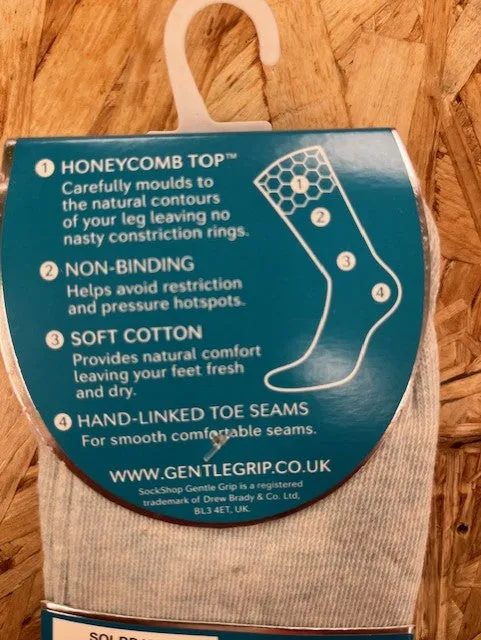 1 HONEYCOMB TOP™
Carefully moulds to
the natural contours
of your leg leaving no
nasty constriction rings.
2 NON-BINDING
Helps avoid restriction
and pressure hotspots.
3 SOFT COTTON
Provides natural comfort
leaving your feet fresh
and dry.
4 HAND-LINKED TOE SEAMS
For smooth comfortable seams.
1
2
3
4
WWW.GENTLEGRIP.CO.UK
SockShop Gentle Grip is a registered
trademark of Drew Brady & Co. Ltd,
BL3 4ET, UK.